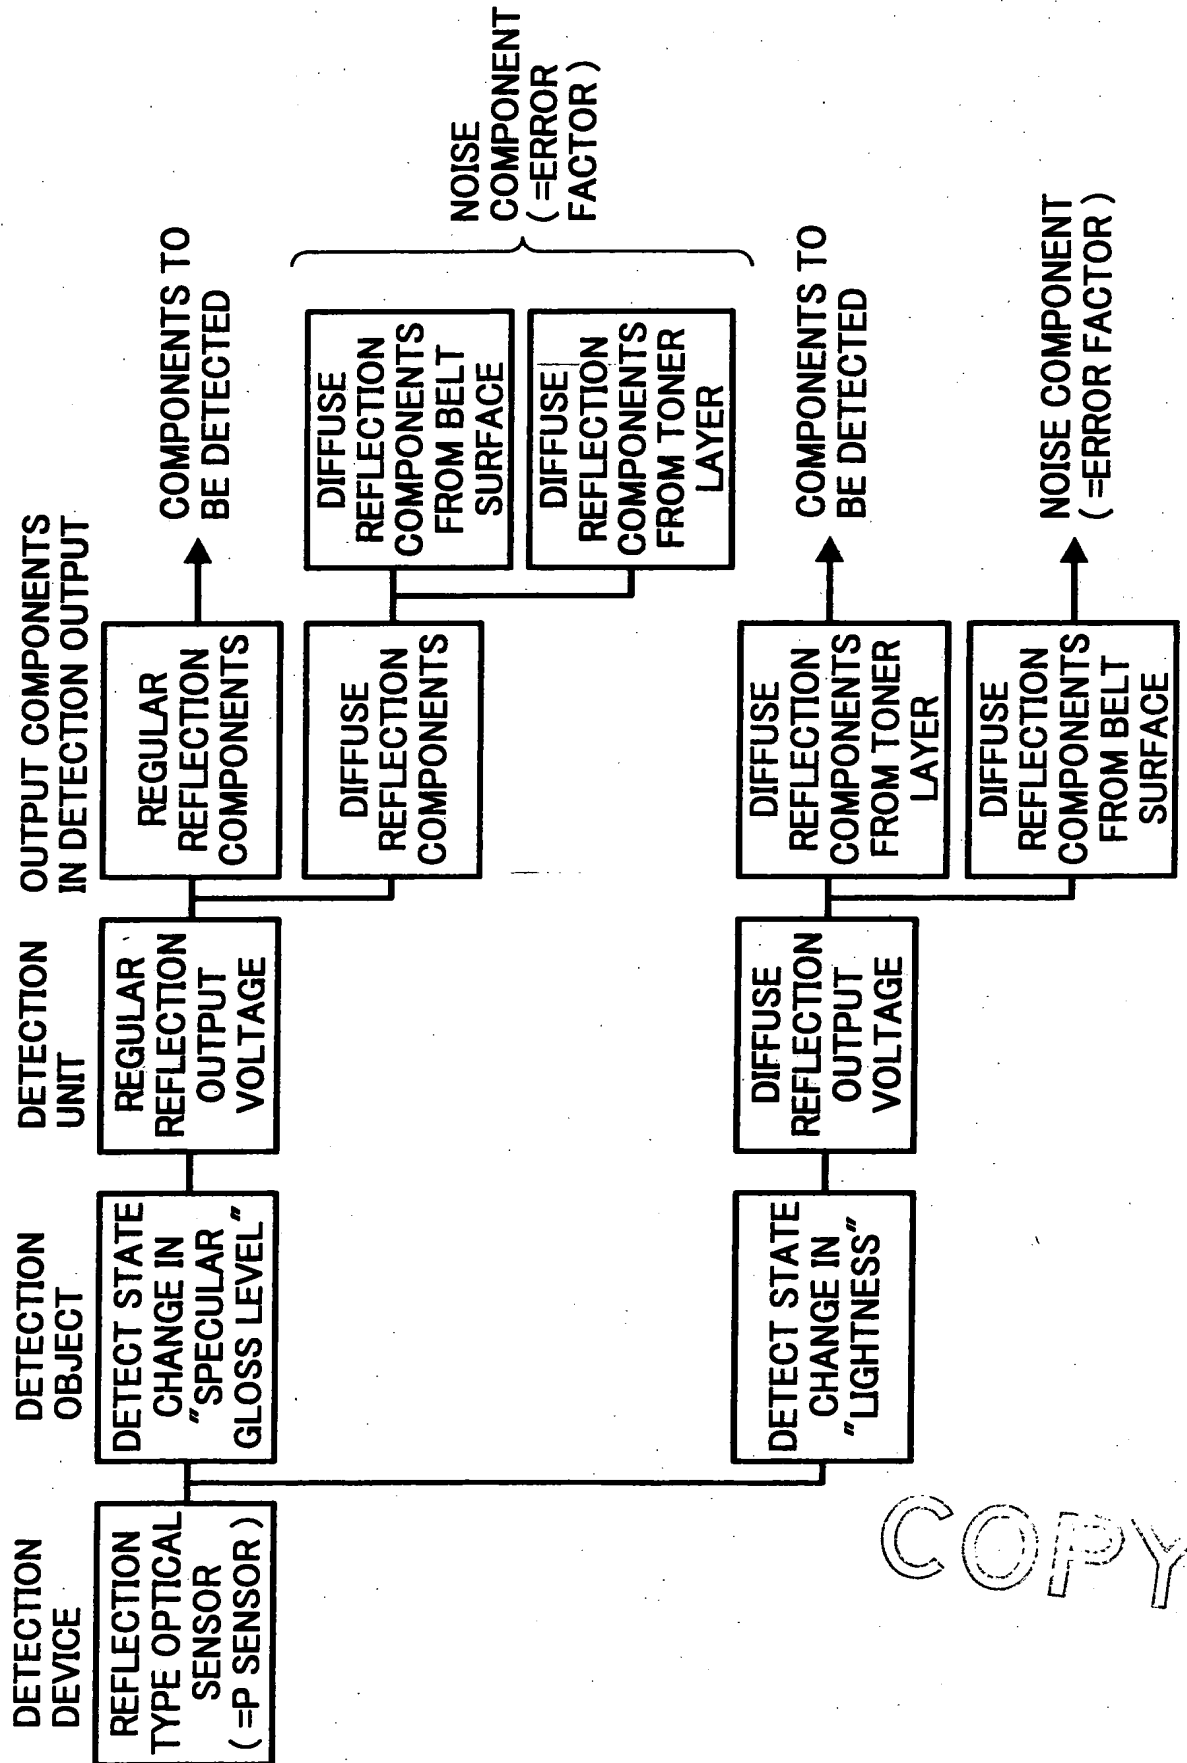 DETECTION
DEVICE
DETECTION
OBJECT
DETECTION
UNIT
OUTPUT COMPONENTS
IN DETECTION OUTPUT
REFLECTION
TYPE OPTICAL
SENSOR
( =P SENSOR )
DETECT STATE
CHANGE IN
"SPECULAR
GLOSS LEVEL"
REGULAR
REFLECTION
OUTPUT
VOLTAGE
REGULAR
REFLECTION
COMPONENTS
COMPONENTS TO
BE DETECTED
DIFFUSE
REFLECTION
COMPONENTS
DIFFUSE
REFLECTION
COMPONENTS
FROM BELT
SURFACE
DIFFUSE
REFLECTION
COMPONENTS
FROM TONER
LAYER
NOISE
COMPONENT
( =ERROR
FACTOR )
DETECT STATE
CHANGE IN
"LIGHTNESS"
DIFFUSE
REFLECTION
OUTPUT
VOLTAGE
DIFFUSE
REFLECTION
COMPONENTS
FROM TONER
LAYER
COMPONENTS TO
BE DETECTED
DIFFUSE
REFLECTION
COMPONENTS
FROM BELT
SURFACE
NOISE COMPONENT
( =ERROR FACTOR )
COPY